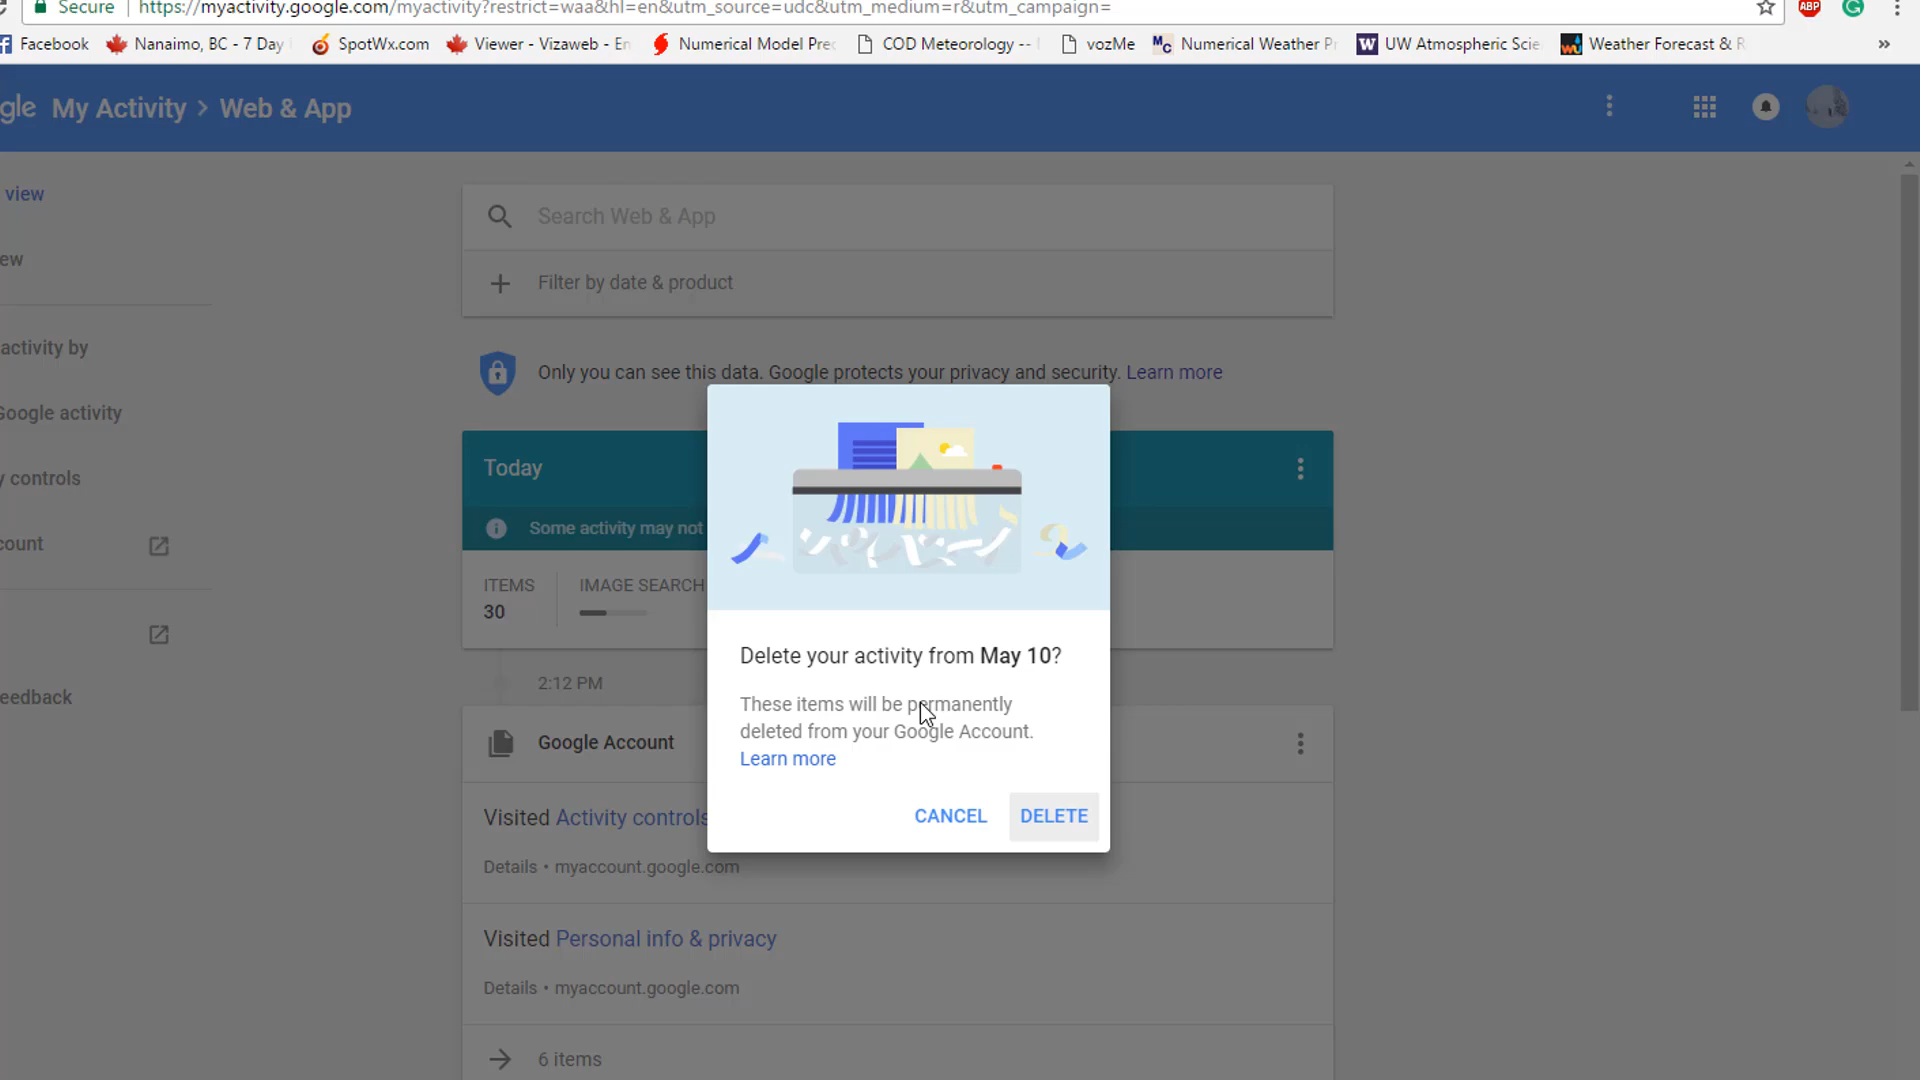 Secure https://myactivity.google.com/myactivity?restrict=waa&hl=en&utm_source=udc&utm_medium=r&utm_campaign=
ABP
Facebook Nanaimo, BC - 7 Day SpotWx.com Viewer - Vizaweb - En Numerical Model Pred COD Meteorology -- vozMe MC Numerical Weather Pr W UW Atmospheric Scie Weather Forecast & R »
gle My Activity > Web & App
view
Search Web & App
ew
Filter by date & product
activity by
Only you can see this data. Google protects your privacy and security. Learn more
Google activity
y controls
Today
Some activity may not
count
ITEMS IMAGE SEARCH
30
Delete your activity from May 10?
2:12 PM
eedback
These items will be permanently
deleted from your Google Account.
Learn more
Google Account
CANCEL DELETE
Visited Activity controls
Details • myaccount.google.com
Visited Personal info & privacy
Details • myaccount.google.com
6 items